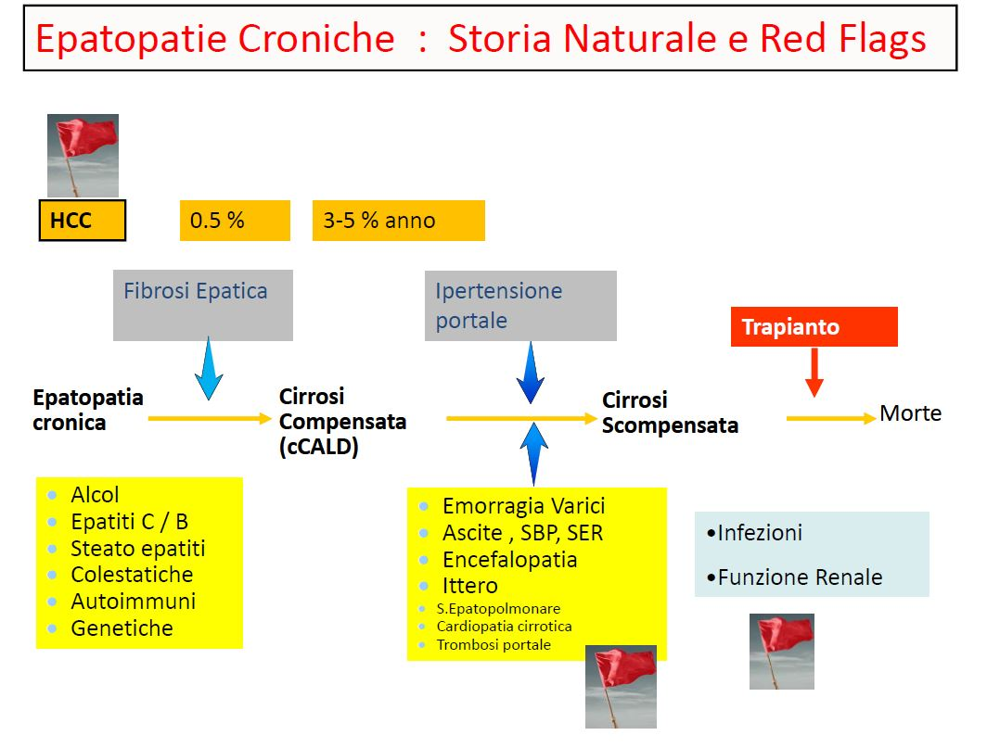 Epatopatie Croniche : Storia Naturale e Red Flags
HCC
0.5 %
3-5 % anno
Fibrosi Epatica
Ipertensione
portale
Trapianto
Epatopatia
cronica
Cirrosi
Compensata
(cCALD)
Cirrosi
Scompensata
Morte
• Alcol
• Epatiti C / B
• Steato epatiti
• Colestatiche
• Autoimmuni
• Genetiche
• Emorragia Varici
• Ascite , SBP, SER
• Encefalopatia
• Ittero
• S.Epatopolmonare
• Cardiopatia cirrotica
• Trombosi portale
•Infezioni
•Funzione Renale